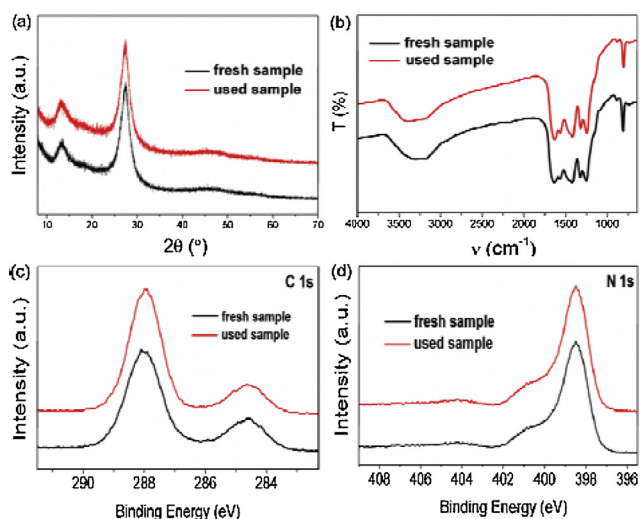 (a)
fresh sample
used sample
Intensity (a.u.)
10 20 30 40 50 60 70
2θ (°)
(b)
fresh sample
used sample
T (%)
4000 3500 3000 2500 2000 1500 1000
ν (cm⁻¹)
(c)
C 1s
fresh sample
used sample
Intensity (a.u.)
290 288 286 284
Binding Energy (eV)
(d)
N 1s
fresh sample
used sample
Intensity (a.u.)
408 406 404 402 400 398 396
Binding Energy (eV)